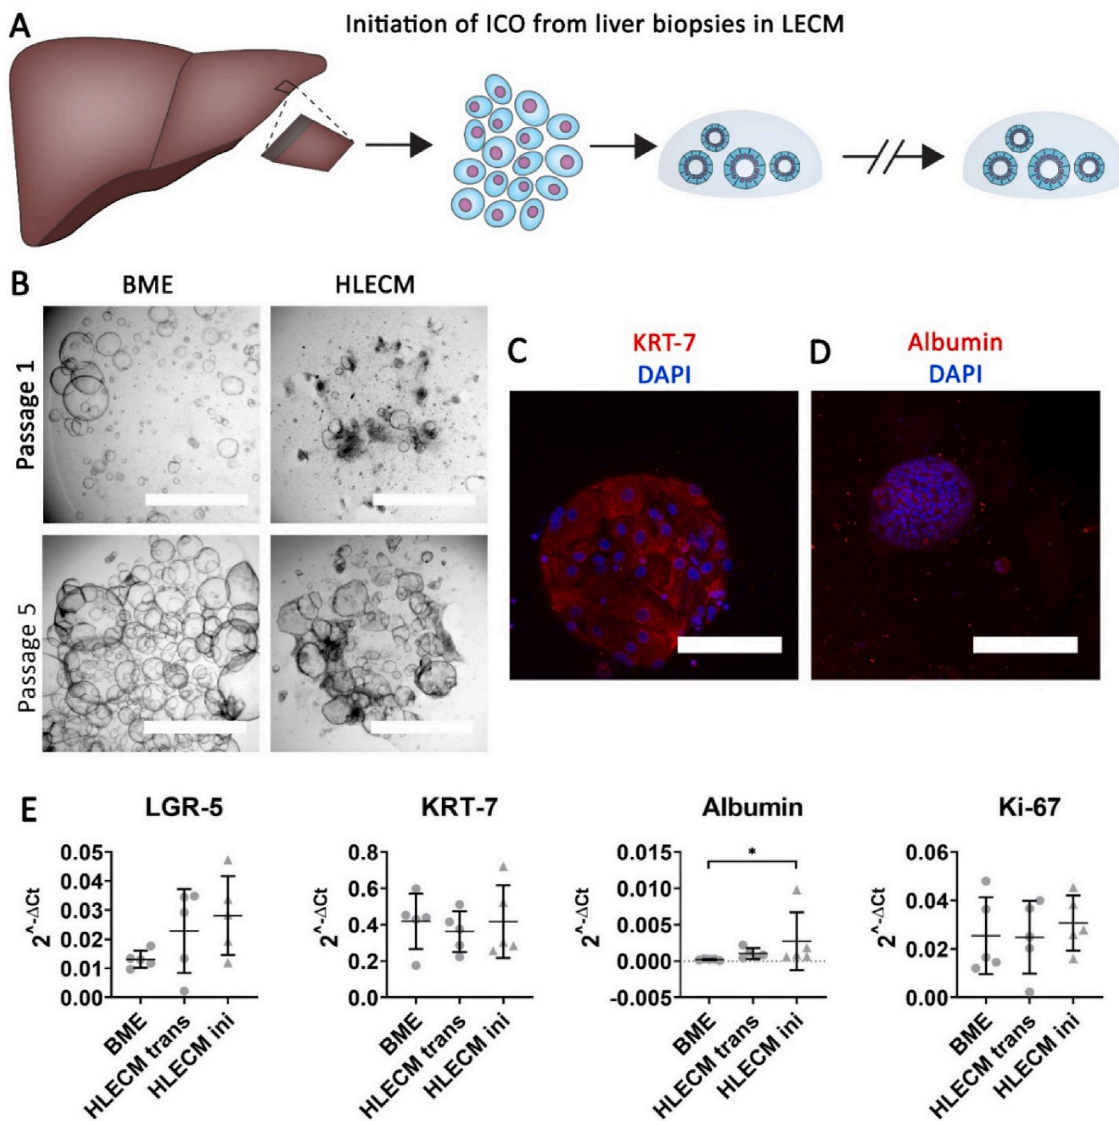 A
Initiation of ICO from liver biopsies in LECM
B
BME
HLECM
Passage 1
Passage 5
C
KRT-7
DAPI
D
Albumin
DAPI
E
LGR-5
2^-ΔCt
0.05
0.04
0.03
0.02
0.01
0.00
BME
HLECM trans
HLECM ini
KRT-7
2^-ΔCt
0.8
0.6
0.4
0.2
0.0
BME
HLECM trans
HLECM ini
Albumin
2^-ΔCt
0.015
0.010
0.005
0.000
-0.005
*
BME
HLECM trans
HLECM ini
Ki-67
2^-ΔCt
0.06
0.04
0.02
0.00
BME
HLECM trans
HLECM ini